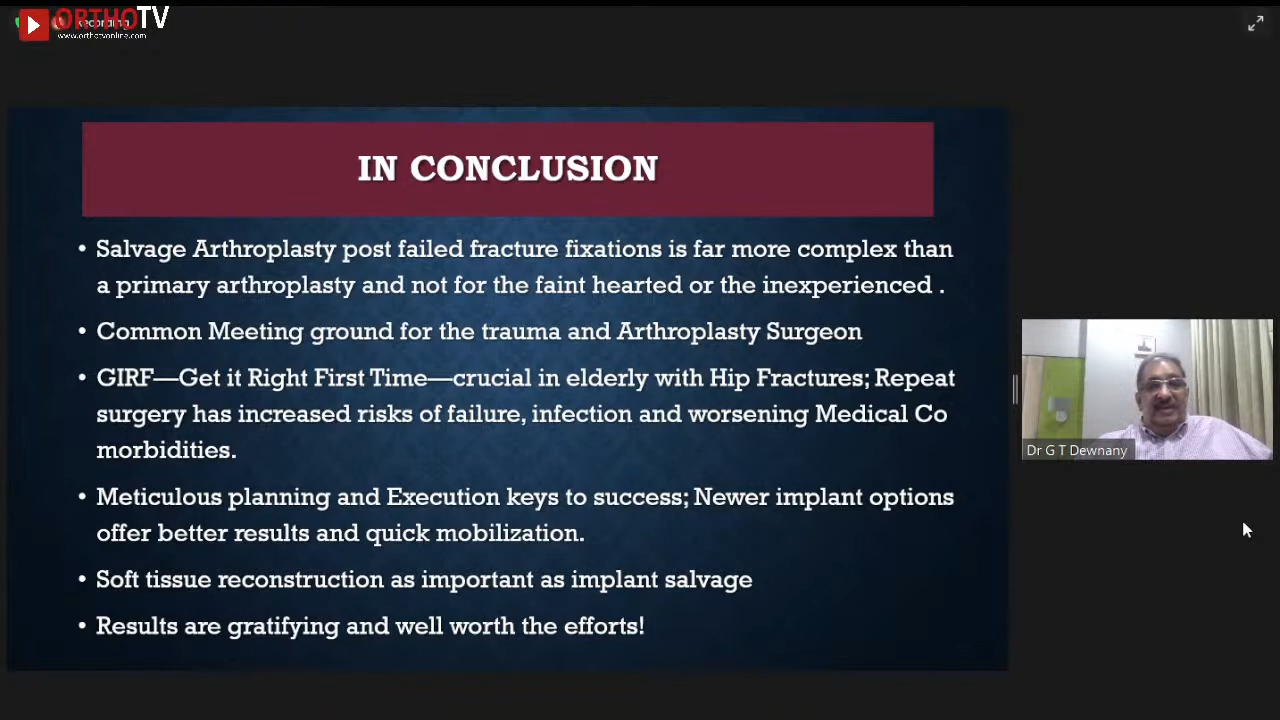 ORTHOTV
Recording
www.orthotvonline.com
IN CONCLUSION
• Salvage Arthroplasty post failed fracture fixations is far more complex than
a primary arthroplasty and not for the faint hearted or the inexperienced .
• Common Meeting ground for the trauma and Arthroplasty Surgeon
• GIRF—Get it Right First Time—crucial in elderly with Hip Fractures; Repeat
surgery has increased risks of failure, infection and worsening Medical Co
morbidities.
• Meticulous planning and Execution keys to success; Newer implant options
offer better results and quick mobilization.
• Soft tissue reconstruction as important as implant salvage
• Results are gratifying and well worth the efforts!
Dr G T Dewnany